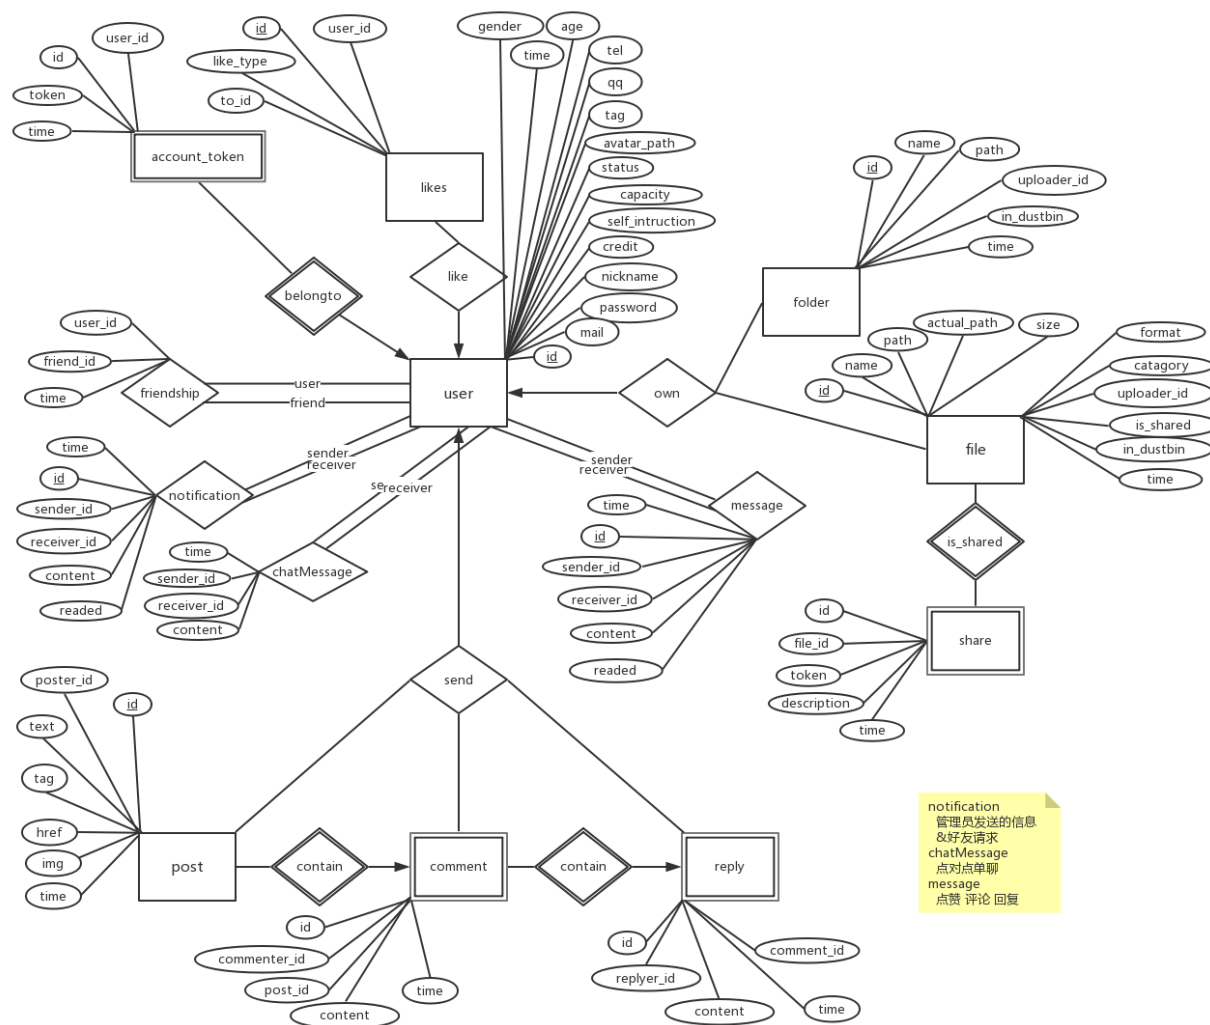 user_id
id
token
time
account_token
id
user_id
like_type
to_id
likes
like
belongto
gender
age
time
tel
qq
tag
avatar_path
status
capacity
self_intruction
credit
nickname
password
mail
id
user
name
path
id
uploader_id
in_dustbin
time
folder
own
actual_path
size
path
name
id
format
catagory
uploader_id
is_shared
in_dustbin
time
file
is_shared
share
id
file_id
token
description
time
user_id
friend_id
time
friendship
user
friend
time
id
sender_id
receiver_id
content
readed
notification
sender
receiver
time
sender_id
receiver_id
content
chatMessage
se
receiver
sender
receiver
message
time
id
sender_id
receiver_id
content
readed
send
poster_id
id
text
tag
href
img
time
post
contain
comment
contain
reply
id
commenter_id
post_id
content
time
id
replyer_id
content
comment_id
time
notification
管理员发送的信息
&好友请求
chatMessage
点对点单聊
message
点赞 评论 回复